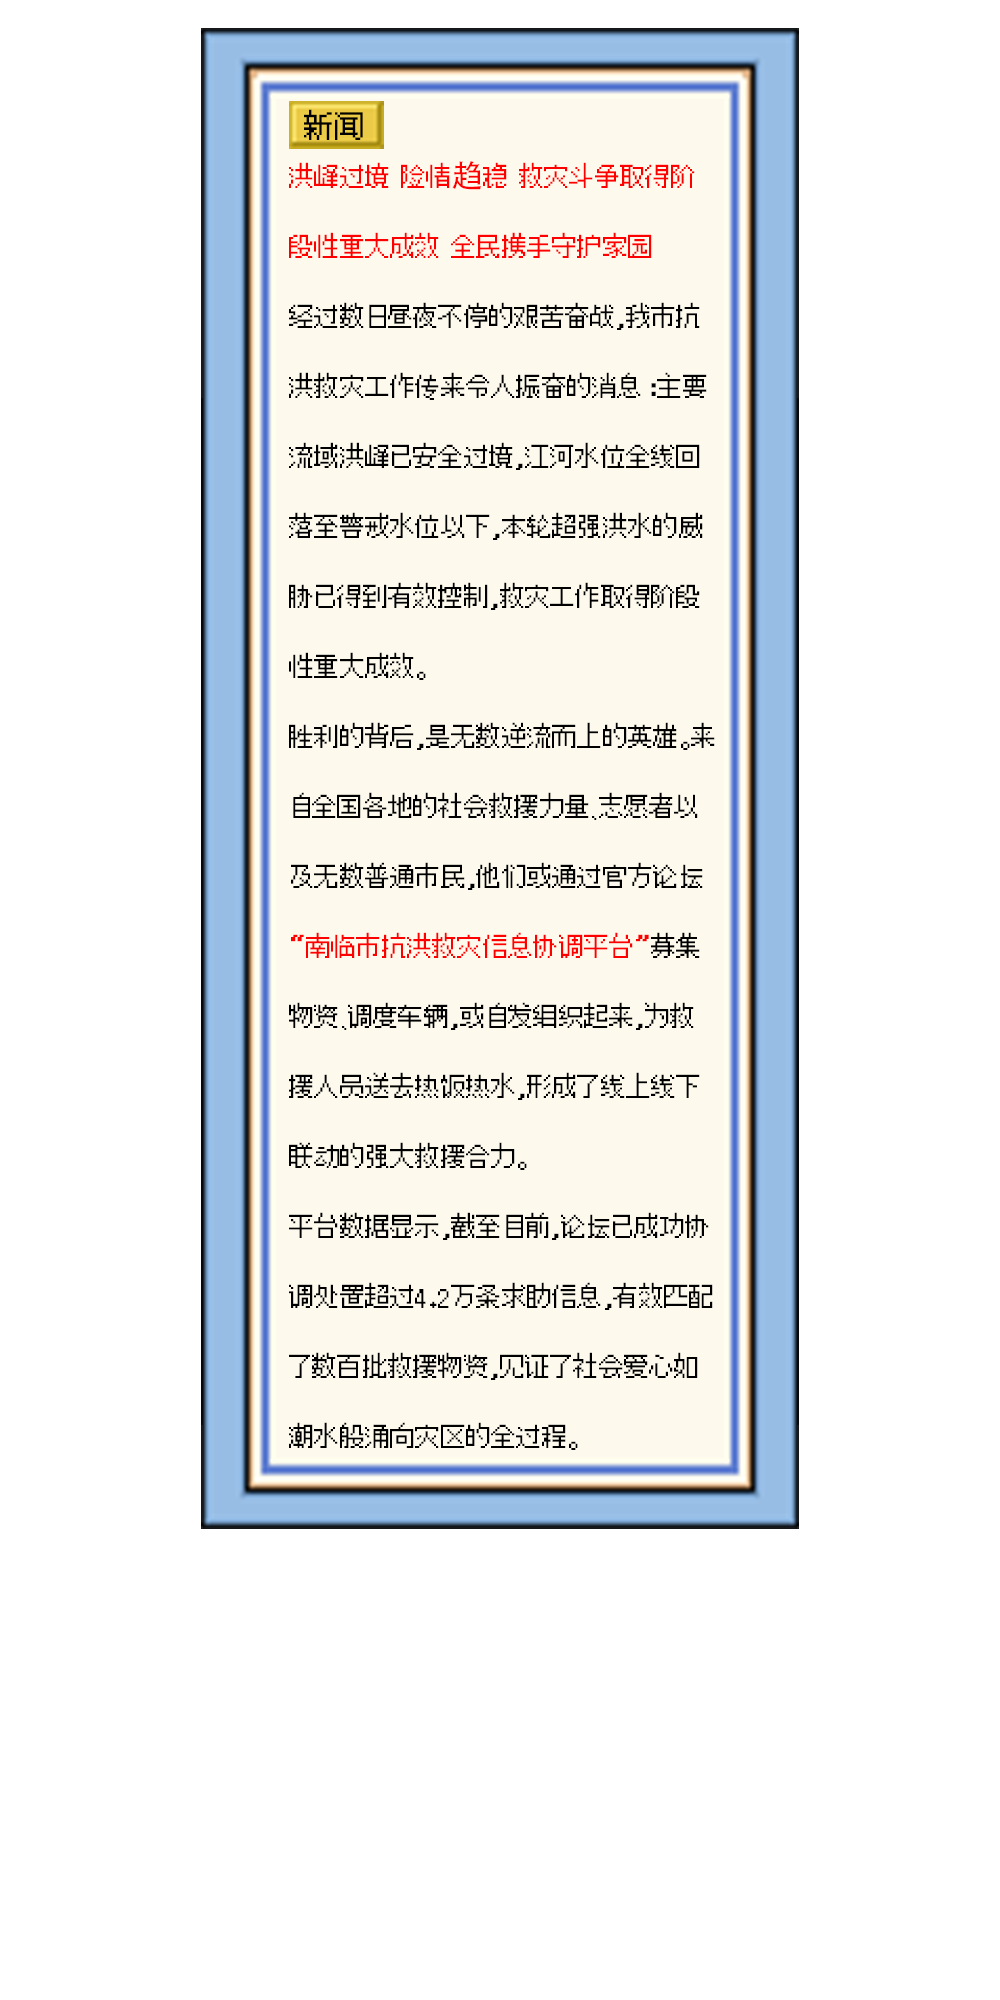 新闻
洪峰过境 险情趋稳 救灾斗争取得阶
段性重大成效 全民携手守护家园
经过数日昼夜不停的艰苦奋战,我市抗
洪救灾工作传来令人振奋的消息:主要
流域洪峰已安全过境,江河水位全线回
落至警戒水位以下,本轮超强洪水的威
胁已得到有效控制,救灾工作取得阶段
性重大成效。
胜利的背后,是无数逆流而上的英雄。来
自全国各地的社会救援力量、志愿者以
及无数普通市民,他们或通过官方论坛
“南临市抗洪救灾信息协调平台”募集
物资、调度车辆,或自发组织起来,为救
援人员送去热饭热水,形成了线上线下
联动的强大救援合力。
平台数据显示,截至目前,论坛已成功协
调处置超过4.2万条求助信息,有效匹配
了数百批救援物资,见证了社会爱心如
潮水般涌向灾区的全过程。